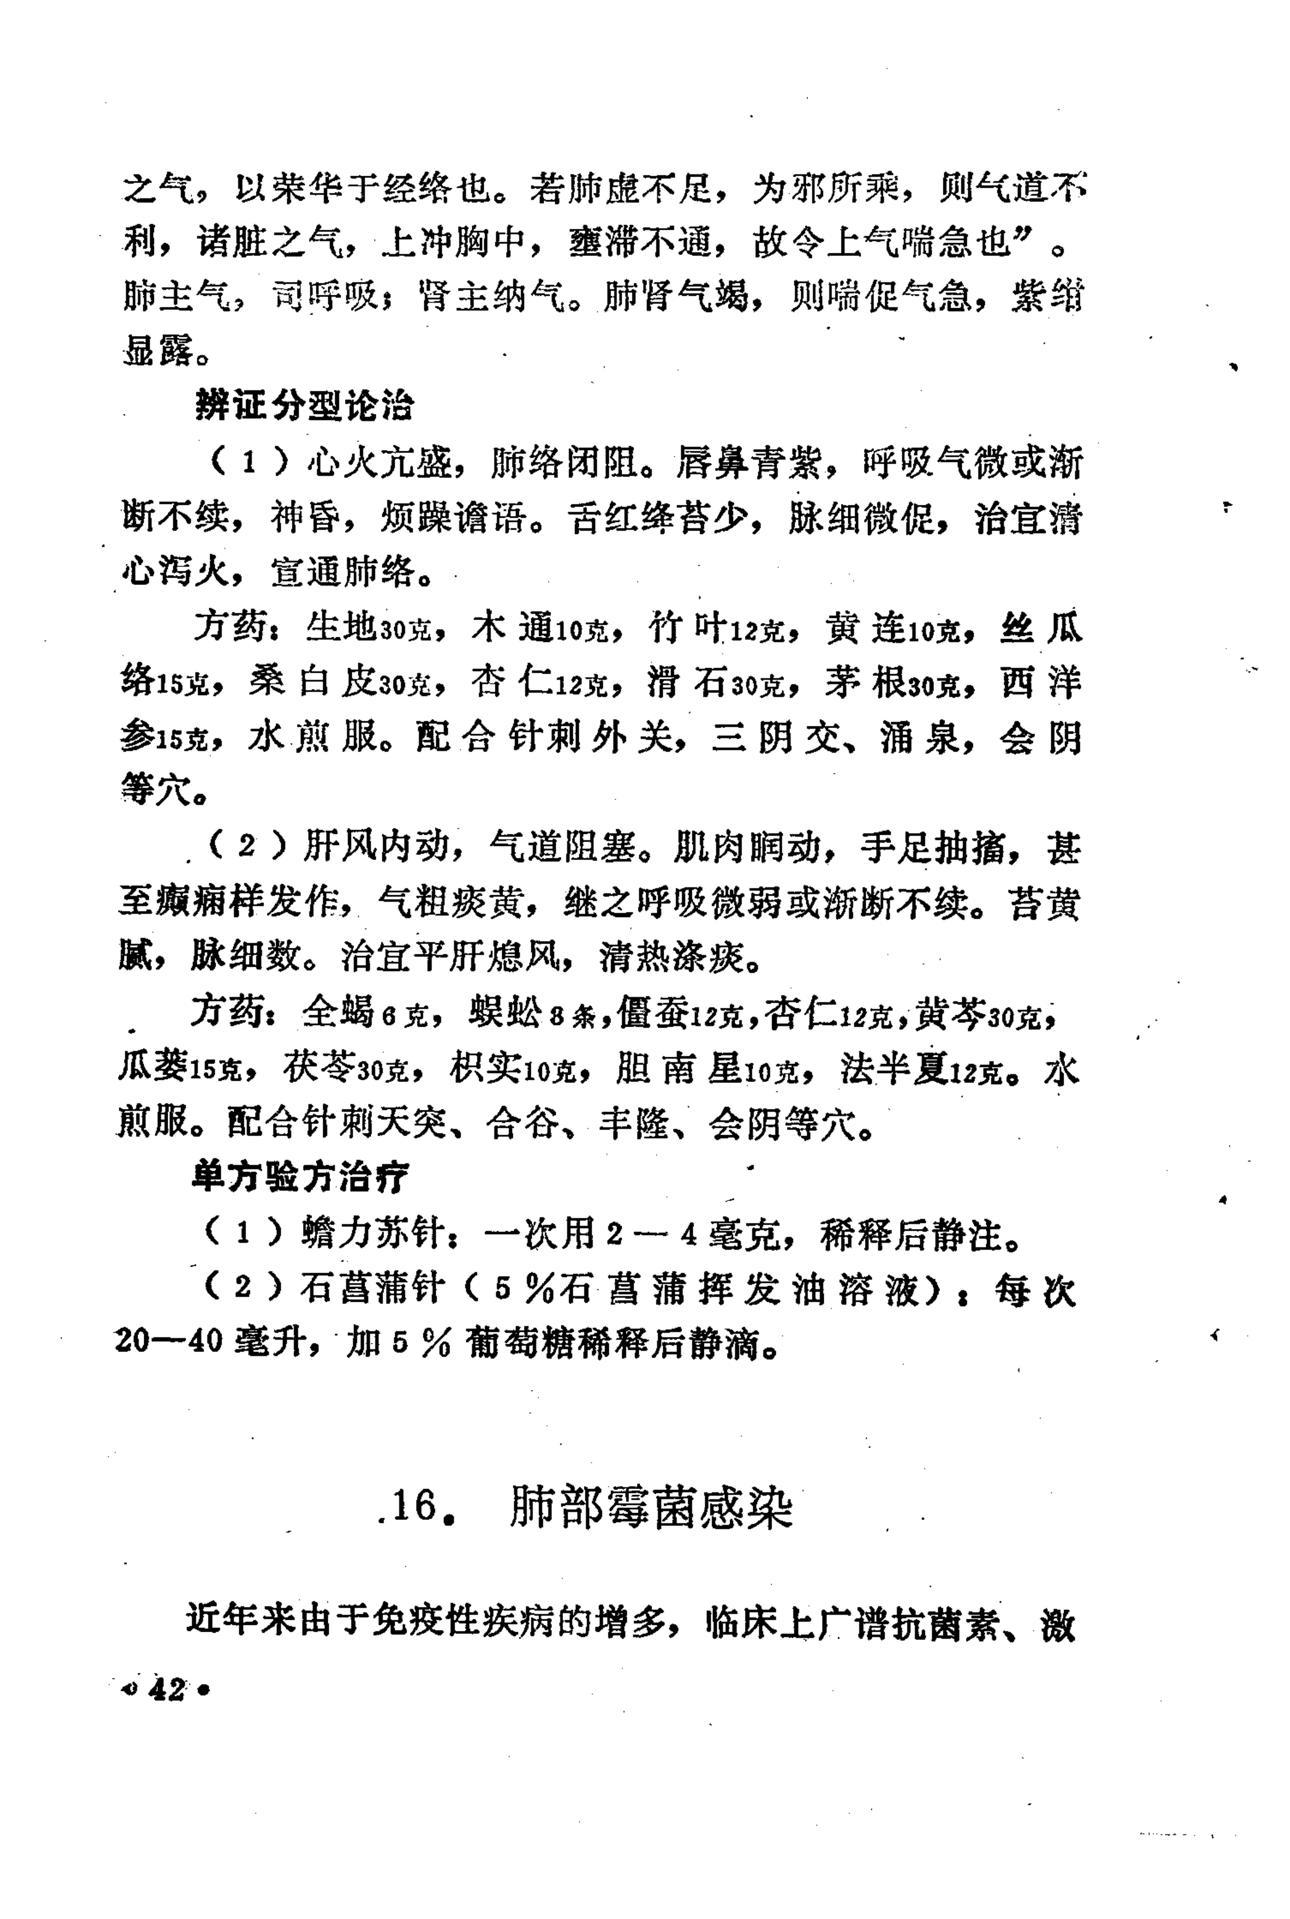 之气，以荣华于经络也。若肺虚不足，为邪所乘，则气道不
利，诸脏之气，上冲胸中，壅滞不通，故令上气喘急也”。
肺主气，司呼吸；肾主纳气。肺肾气竭，则喘促气急，紫绀
显露。
辨证分型论治
（1）心火亢盛，肺络闭阻。唇鼻青紫，呼吸气微或渐
断不续，神昏，烦躁谵语。舌红绛苔少，脉细微促，治宜清
心泻火，宣通肺络。
方药：生地30克，木通10克，竹叶12克，黄连10克，丝瓜
络15克，桑白皮30克，杏仁12克，滑石30克，茅根30克，西洋
参15克，水煎服。配合针刺外关，三阴交、涌泉，会阴
等穴。
（2）肝风内动，气道阻塞。肌肉瞤动，手足抽搐，甚
至癫痫样发作，气粗痰黄，继之呼吸微弱或渐断不续。苔黄
腻，脉细数。治宜平肝熄风，清热涤痰。
方药：全蝎6克，蜈蚣3条，僵蚕12克，杏仁12克，黄芩30克，
瓜蒌15克，茯苓30克，枳实10克，胆南星10克，法半夏12克。水
煎服。配合针刺天突、合谷、丰隆、会阴等穴。
单方验方治疗
（1）蟾力苏针：一次用2—4毫克，稀释后静注。
（2）石菖蒲针（5％石菖蒲挥发油溶液）：每次
20—40毫升，加5％葡萄糖稀释后静滴。
16． 肺部霉菌感染
近年来由于免疫性疾病的增多，临床上广谱抗菌素、激
• 42 •